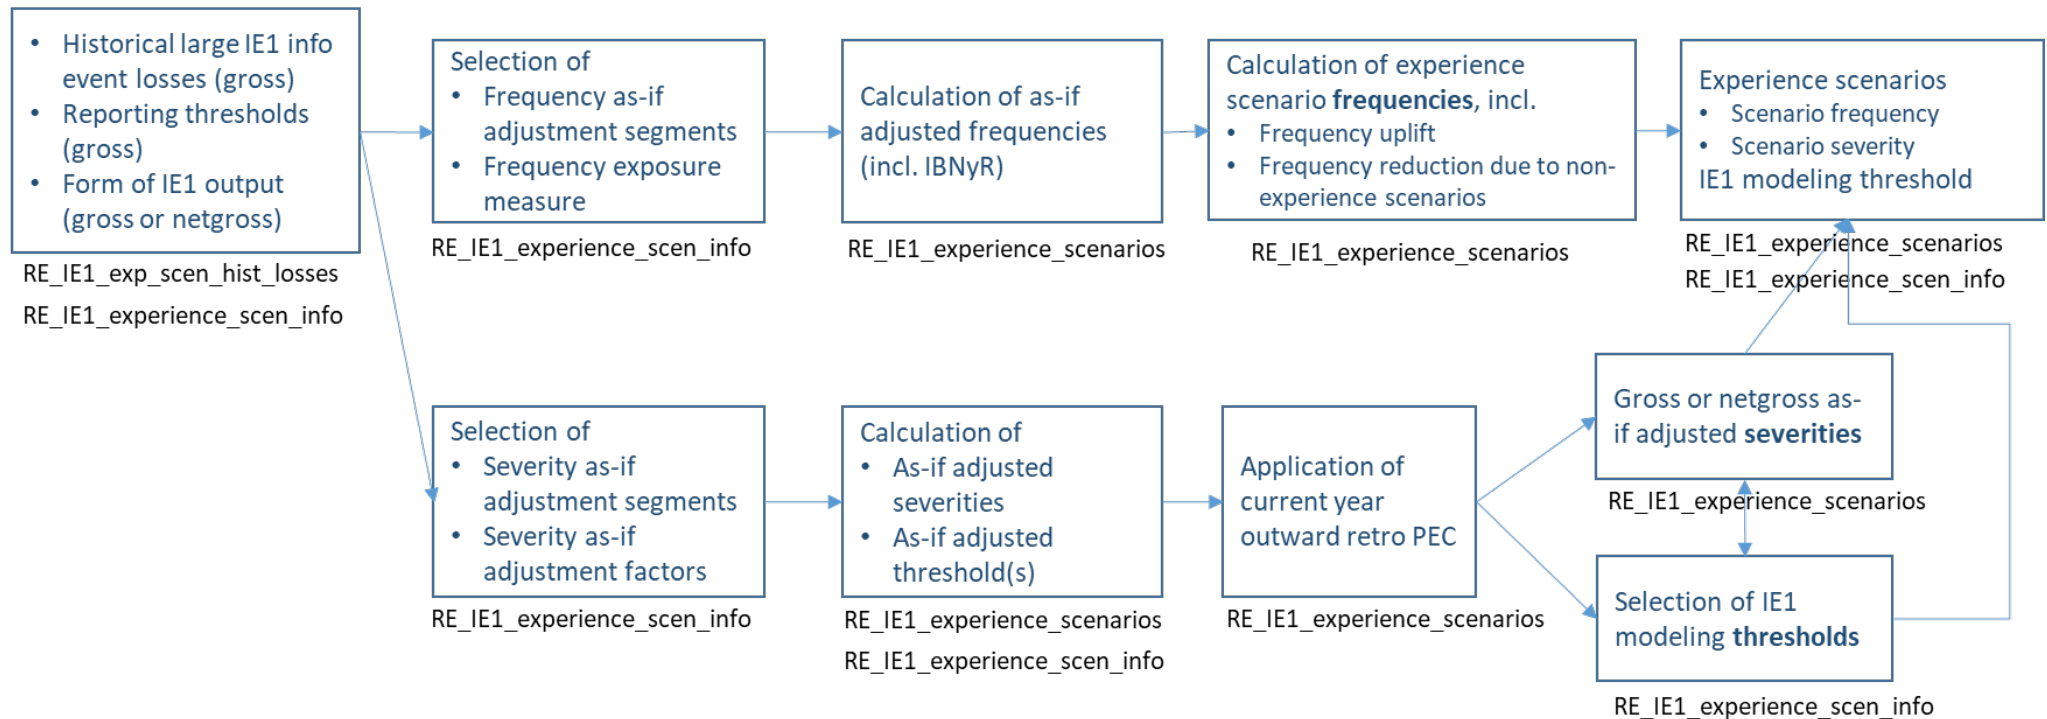 • Historical large IE1 info
event losses (gross)
• Reporting thresholds
(gross)
• Form of IE1 output
(gross or netgross)
RE_IE1_exp_scen_hist_losses
RE_IE1_experience_scen_info
Selection of
• Frequency as-if
adjustment segments
• Frequency exposure
measure
RE_IE1_experience_scen_info
Calculation of as-if
adjusted frequencies
(incl. IBNyR)
RE_IE1_experience_scenarios
Calculation of experience
scenario frequencies, incl.
• Frequency uplift
• Frequency reduction due to non-
experience scenarios
RE_IE1_experience_scenarios
Experience scenarios
• Scenario frequency
• Scenario severity
IE1 modeling threshold
RE_IE1_experience_scenarios
RE_IE1_experience_scen_info
Selection of
• Severity as-if
adjustment segments
• Severity as-if
adjustment factors
RE_IE1_experience_scen_info
Calculation of
• As-if adjusted
severities
• As-if adjusted
threshold(s)
RE_IE1_experience_scenarios
RE_IE1_experience_scen_info
Application of
current year
outward retro PEC
RE_IE1_experience_scenarios
Gross or netgross as-
if adjusted severities
RE_IE1_experience_scenarios
Selection of IE1
modeling thresholds
RE_IE1_experience_scen_info